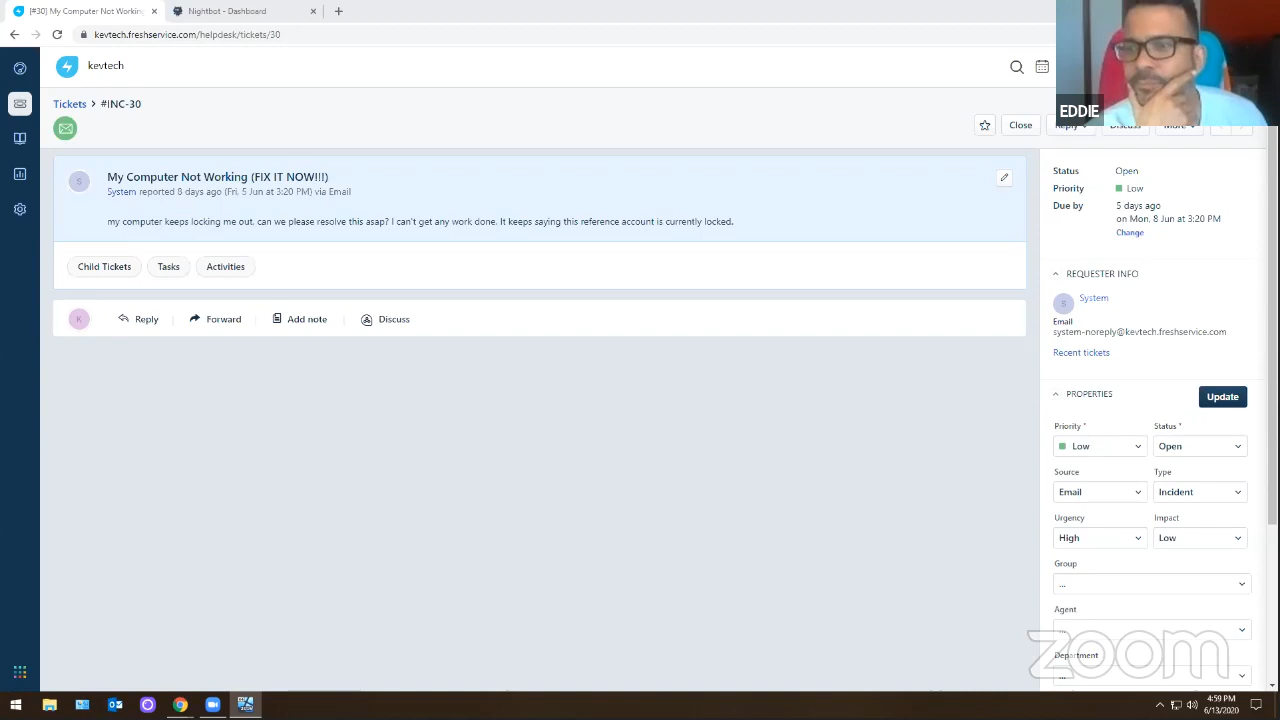 [#30] My Computer Not Working
Nightbot - Dashboard
kevtech.freshservice.com/helpdesk/tickets/30
kevtech
EDDIE
Tickets > #INC-30
Close
Reply
Discuss
More
S
My Computer Not Working (FIX IT NOW!!!)
System reported 8 days ago (Fri, 5 Jun at 3:20 PM) via Email
my computer keeps locking me out. can we please resolve this asap? I can't get any work done. It keeps saying this reference account is currently locked.
Child Tickets
Tasks
Activities
K
Reply
Forward
Add note
Discuss
Status Open
Priority Low
Due by 5 days ago
on Mon, 8 Jun at 3:20 PM
Change
REQUESTER INFO
S
System
Email
system-noreply@kevtech.freshservice.com
Recent tickets
PROPERTIES
Update
Priority * Status *
Low Open
Source Type
Email Incident
Urgency Impact
High Low
Group
...
Agent
...
Department
...
zoom
4:59 PM
6/13/2020